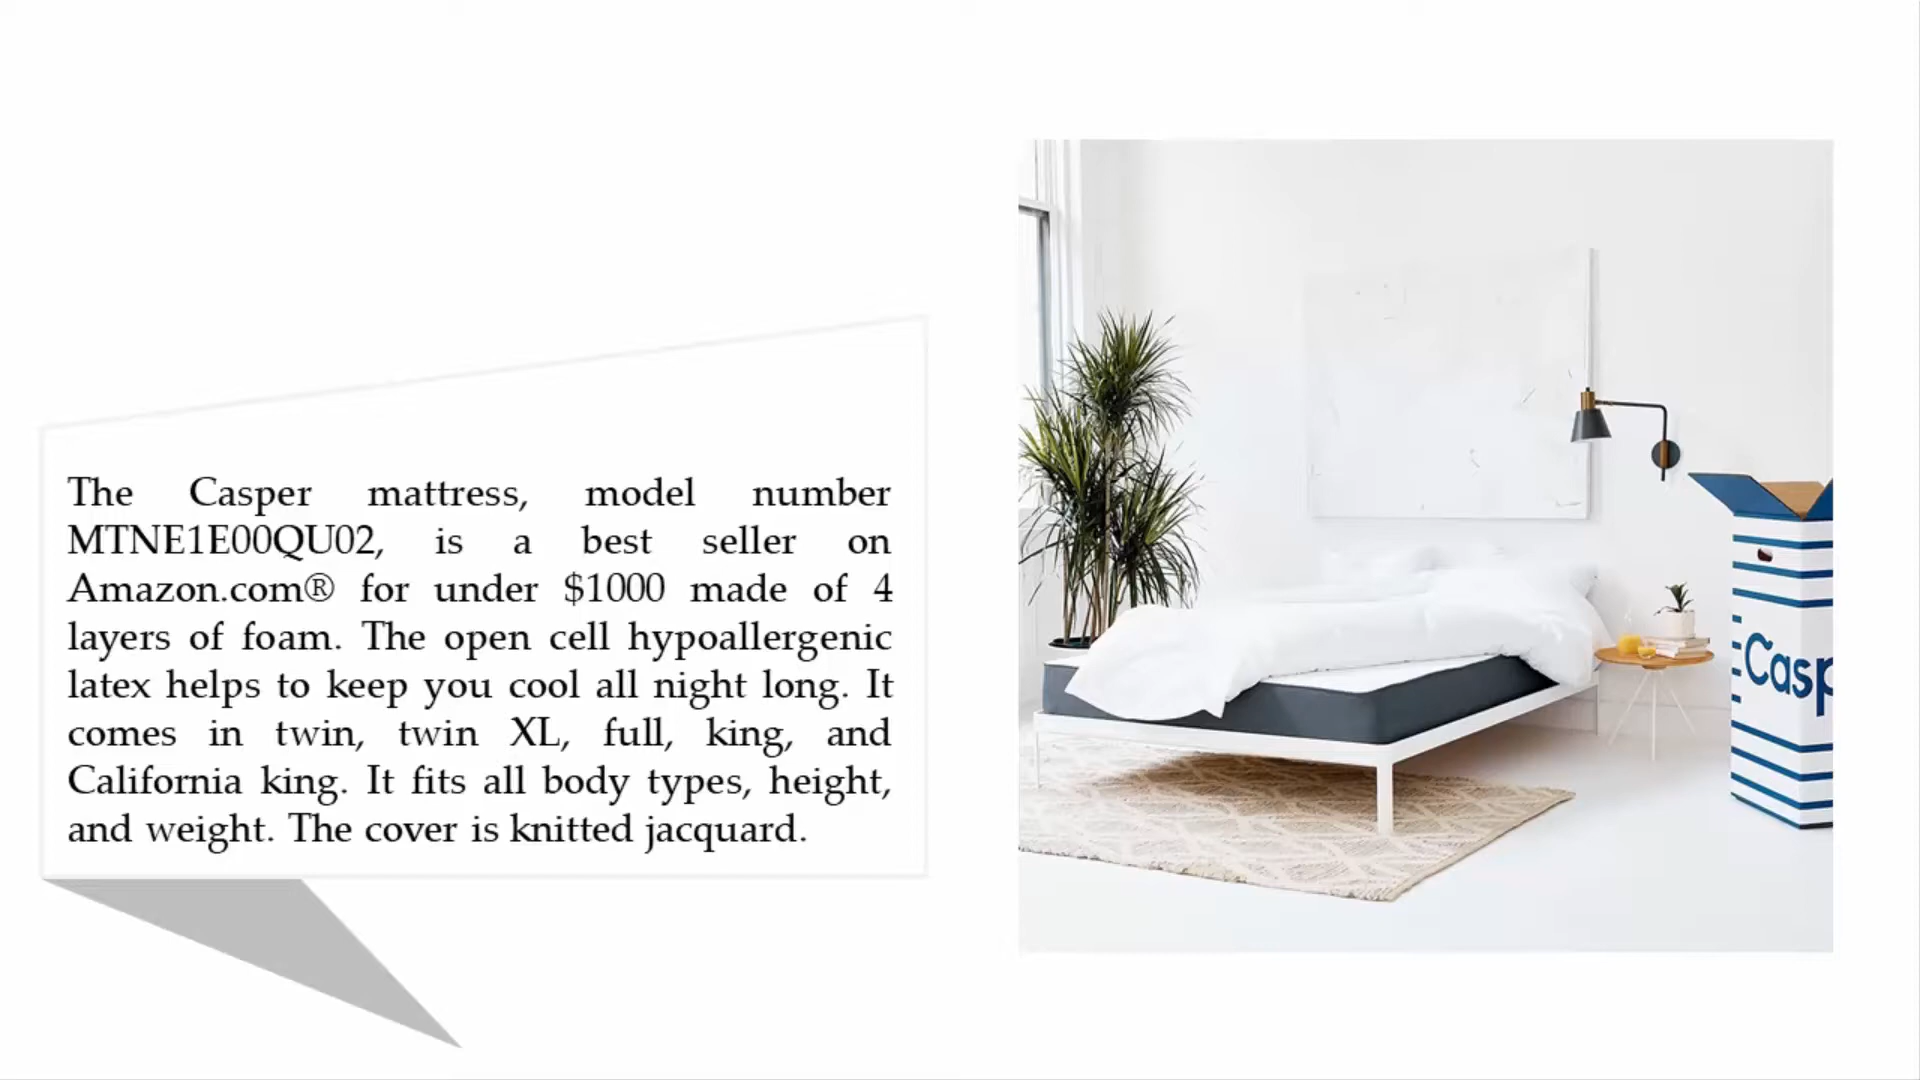 The Casper mattress, model number
MTNE1E00QU02, is a best seller on
Amazon.com® for under $1000 made of 4
layers of foam. The open cell hypoallergenic
latex helps to keep you cool all night long. It
comes in twin, twin XL, full, king, and
California king. It fits all body types, height,
and weight. The cover is knitted jacquard.
Casp